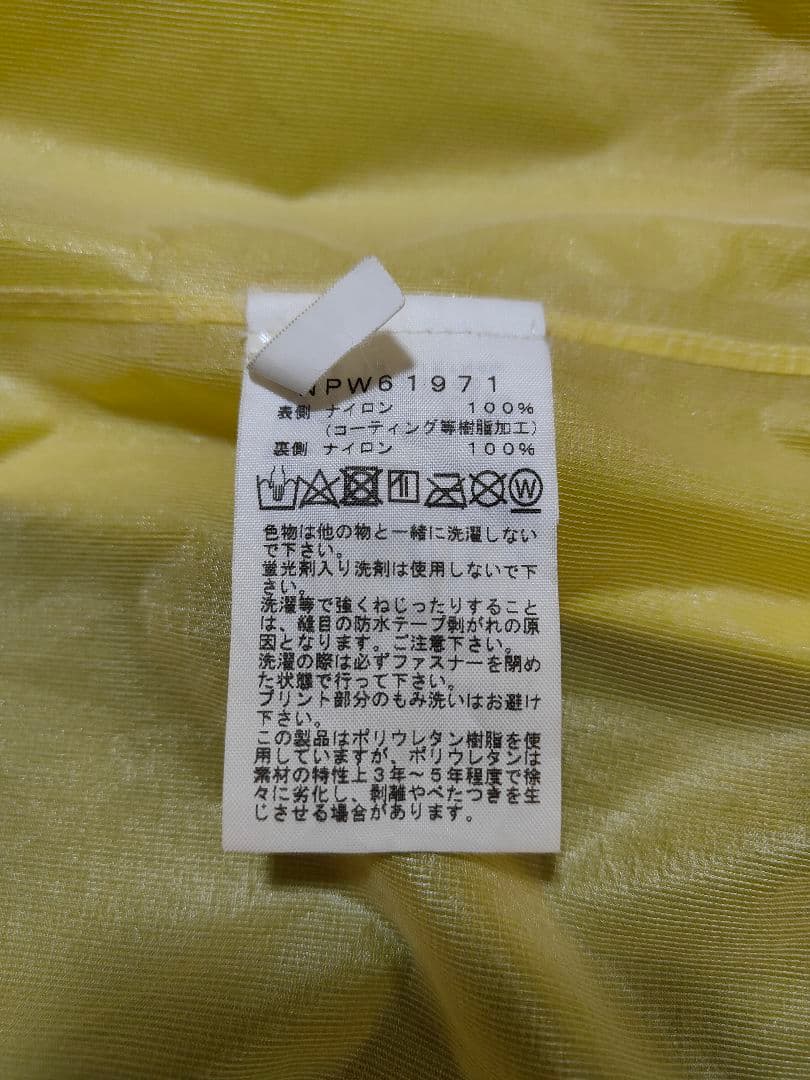 NPW61971
表側 ナイロン 100%
(コーティング等樹脂加工)
裏側 ナイロン 100%
W
色物は他の物と一緒に洗濯しない
で下さい。
蛍光剤入り洗剤は使用しないで下
さい。
洗濯等で強くねじったりすること
は、縫目の防水テープ剥がれの原
因となります。ご注意下さい。
洗濯の際は必ずファスナーを閉め
た状態で行って下さい。
プリント部分のもみ洗いはお避け
下さい。
この製品はポリウレタン樹脂を使
用していますが、ポリウレタンは
素材の特性上3年~5年程度で徐
々に劣化し、剥離やべたつきを生
じさせる場合があります。